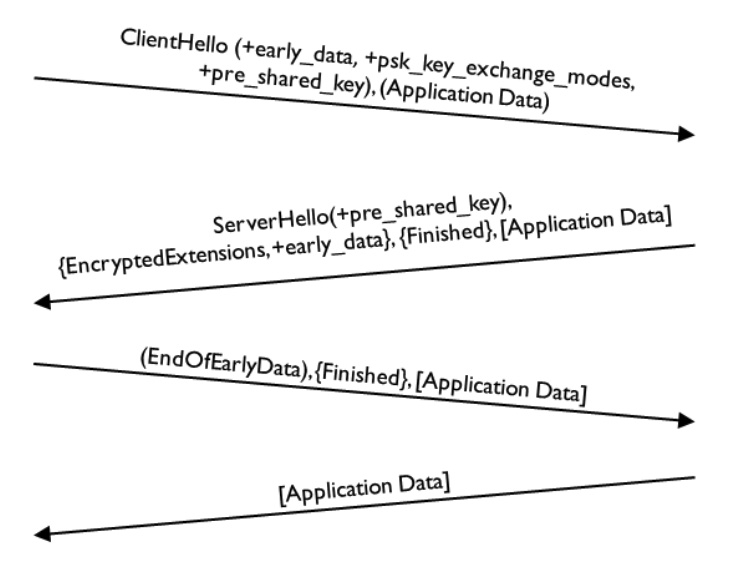 ClientHello (+early_data, +psk_key_exchange_modes,
+pre_shared_key), (Application Data)
ServerHello(+pre_shared_key),
{EncryptedExtensions,+early_data}, {Finished}, [Application Data]
(EndOfEarlyData),{Finished}, [Application Data]
[Application Data]